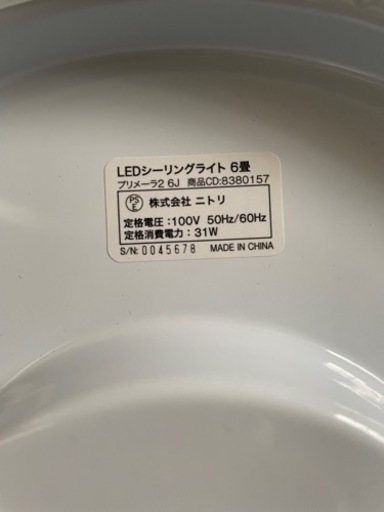 LEDシーリングライト 6畳
プリメーラ2 6J 商品CD:8380157
PS E 株式会社 ニトリ
定格電圧:100V 50Hz/60Hz
定格消費電力:31W
S/N: 0045678 MADE IN CHINA